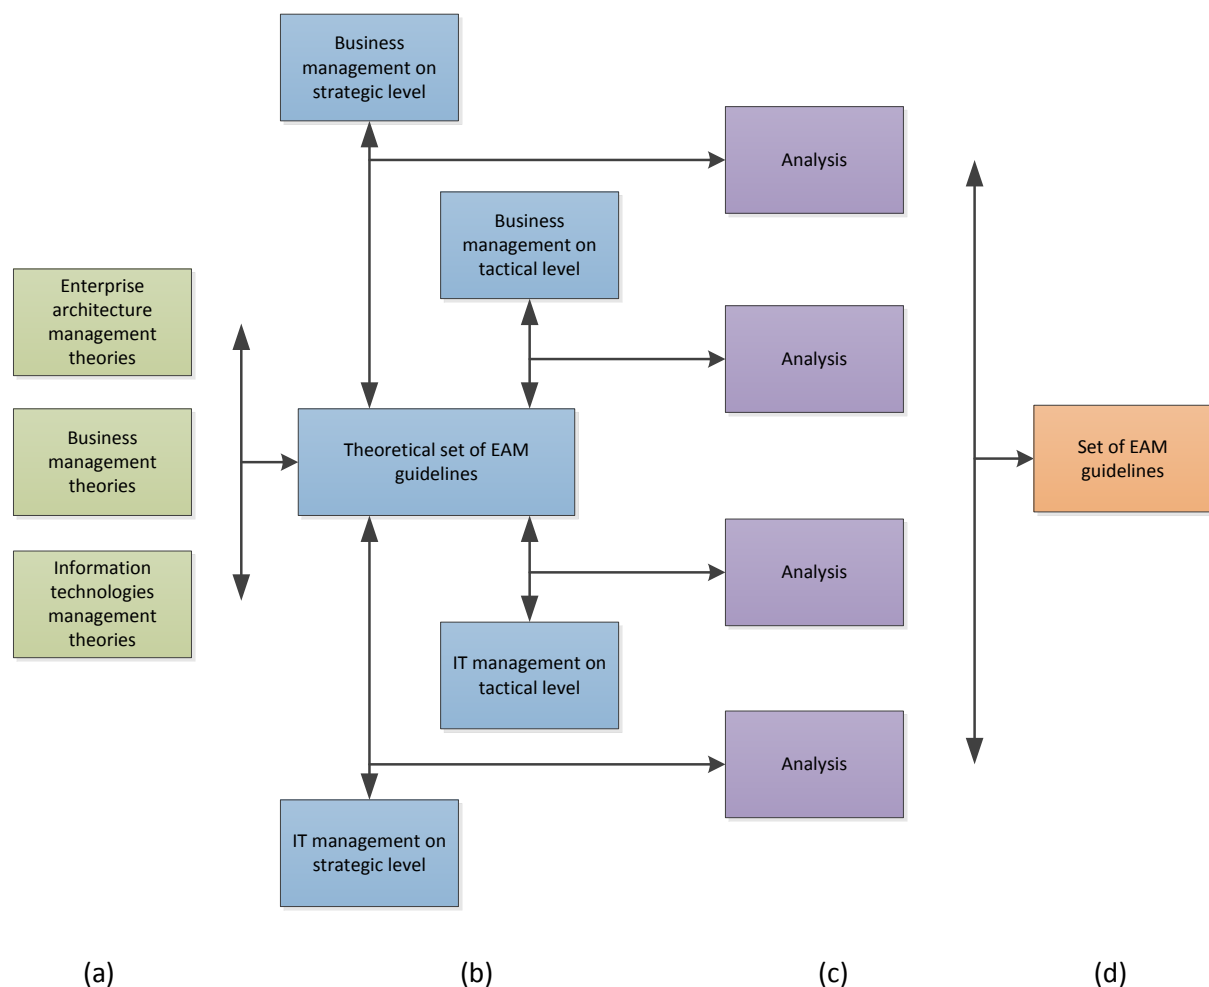 Business
management on
strategic level
Analysis
Business
management on
tactical level
Enterprise
architecture
management
theories
Analysis
Business
management
theories
Theoretical set of EAM
guidelines
Set of EAM
guidelines
Information
technologies
management
theories
Analysis
IT management on
tactical level
Analysis
IT management on
strategic level
(a)
(b)
(c)
(d)